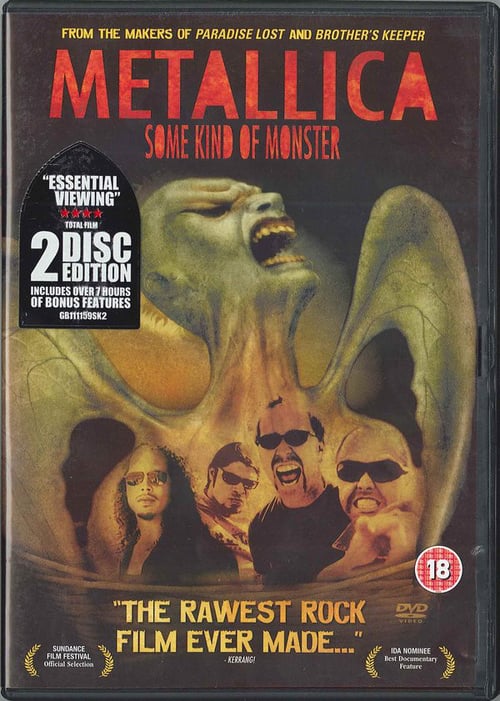 FROM THE MAKERS OF PARADISE LOST AND BROTHER'S KEEPER
METALLICA
SOME KIND OF MONSTER
"ESSENTIAL
VIEWING"
★★★★
TOTAL FILM
2 DISC
EDITION
INCLUDES OVER 7 HOURS
OF BONUS FEATURES
GB111159SK2
18
"THE RAWEST ROCK
FILM EVER MADE..."
- KERRANG!
DVD
VIDEO
SUNDANCE
FILM FESTIVAL
Official Selection
IDA NOMINEE
Best Documentary
Feature